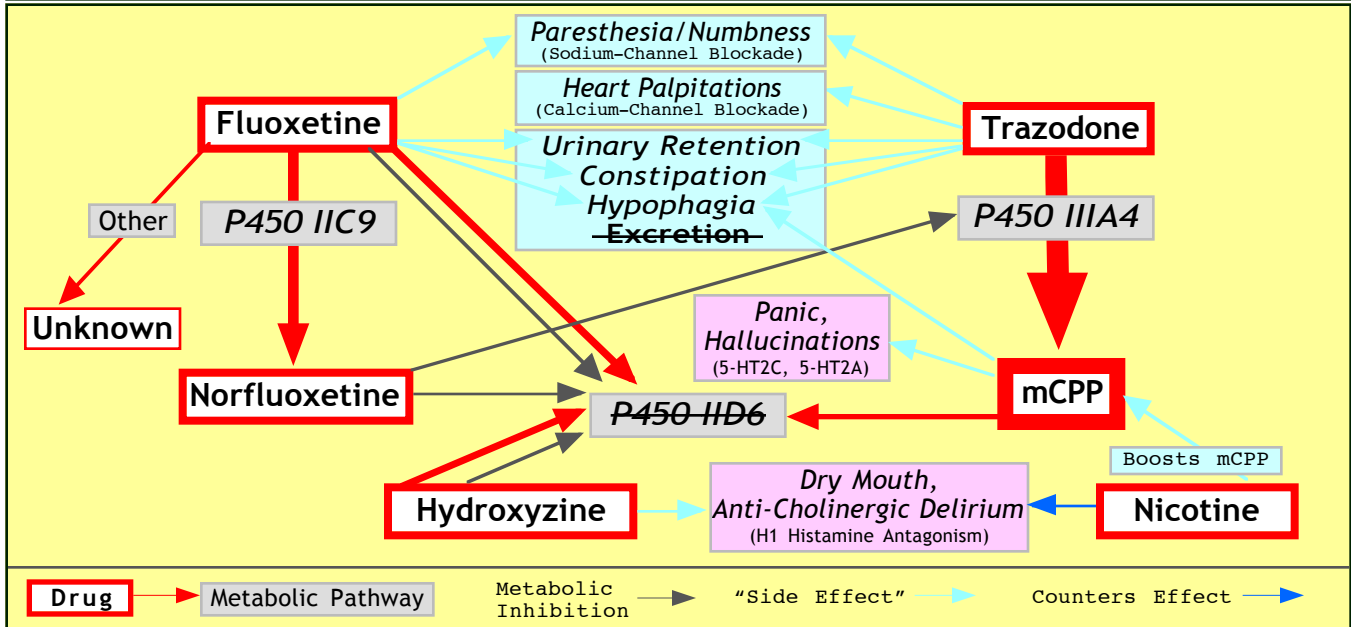 Paresthesia/Numbness
(Sodium-Channel Blockade)
Heart Palpitations
(Calcium-Channel Blockade)
Fluoxetine
Trazodone
Urinary Retention
Constipation
Hypophagia
Excretion
Other
P450 IIC9
P450 IIIA4
Unknown
Panic,
Hallucinations
(5-HT2C, 5-HT2A)
Norfluoxetine
P450 IID6
mCPP
Boosts mCPP
Hydroxyzine
Dry Mouth,
Anti-Cholinergic Delirium
(H1 Histamine Antagonism)
Nicotine
Drug
Metabolic Pathway
Metabolic
Inhibition
“Side Effect”
Counters Effect